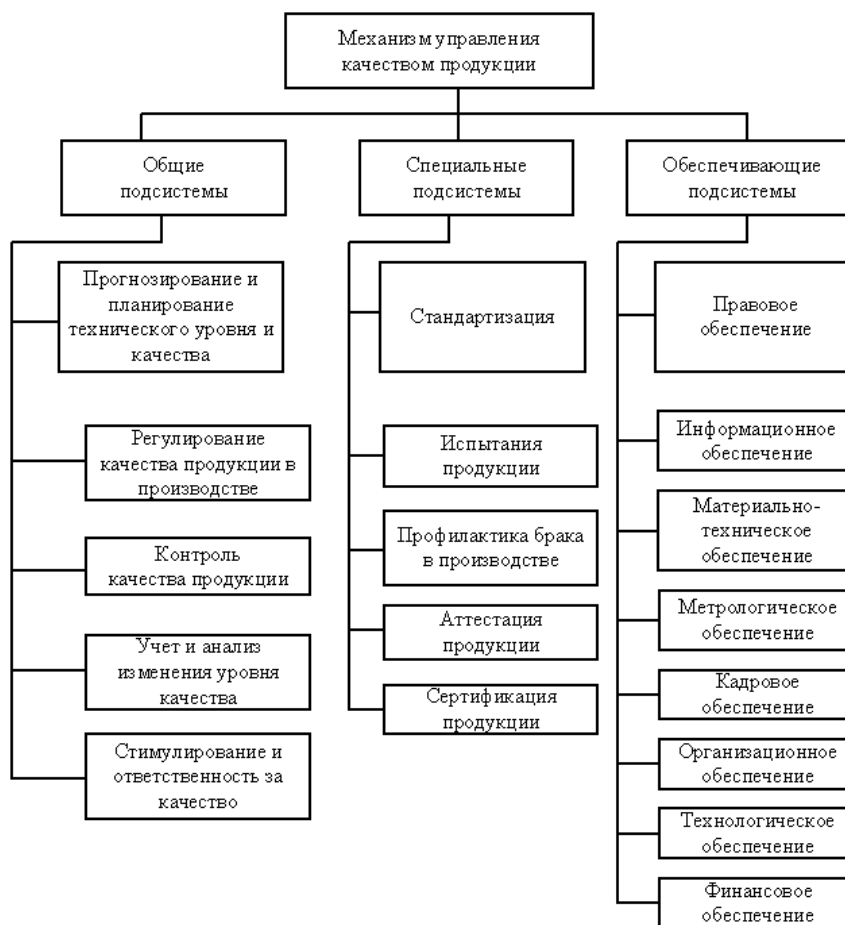 Механизм управления
качеством продукции
Общие
подсистемы
Специальные
подсистемы
Обеспечивающие
подсистемы
Прогнозирование и
планирование
технического уровня и
качества
Регулирование
качества продукции в
производстве
Контроль
качества продукции
Учет и анализ
изменения уровня
качества
Стимулирование и
ответственность за
качество
Стандартизация
Испытания
продукции
Профилактика брака
в производстве
Аттестация
продукции
Сертификация
продукции
Правовое
обеспечение
Информационное
обеспечение
Материально-
техническое
обеспечение
Метрологическое
обеспечение
Кадровое
обеспечение
Организационное
обеспечение
Технологическое
обеспечение
Финансовое
обеспечение